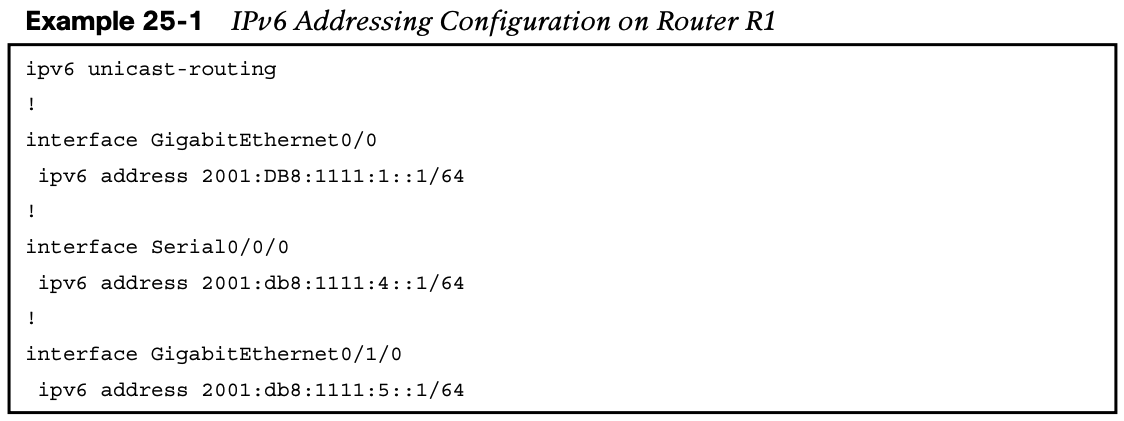 Example 25-1 IPv6 Addressing Configuration on Router R1
ipv6 unicast-routing
!
interface GigabitEthernet0/0
ipv6 address 2001:DB8:1111:1::1/64
!
interface Serial0/0/0
ipv6 address 2001:db8:1111:4::1/64
!
interface GigabitEthernet0/1/0
ipv6 address 2001:db8:1111:5::1/64